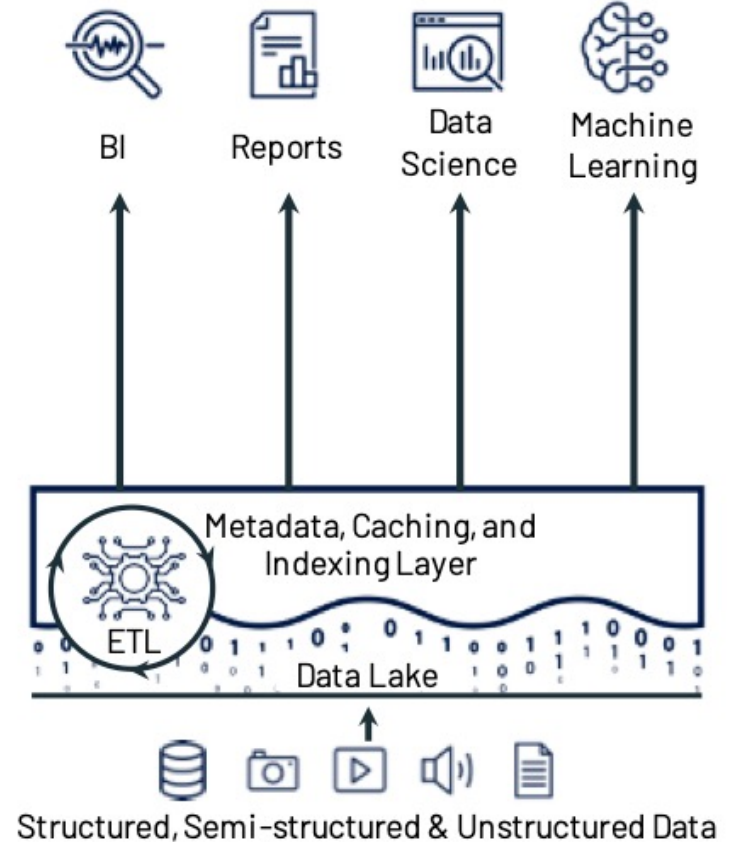 BI
Reports
Data
Science
Machine
Learning
Metadata, Caching, and
Indexing Layer
ETL
Data Lake
Structured, Semi-structured & Unstructured Data